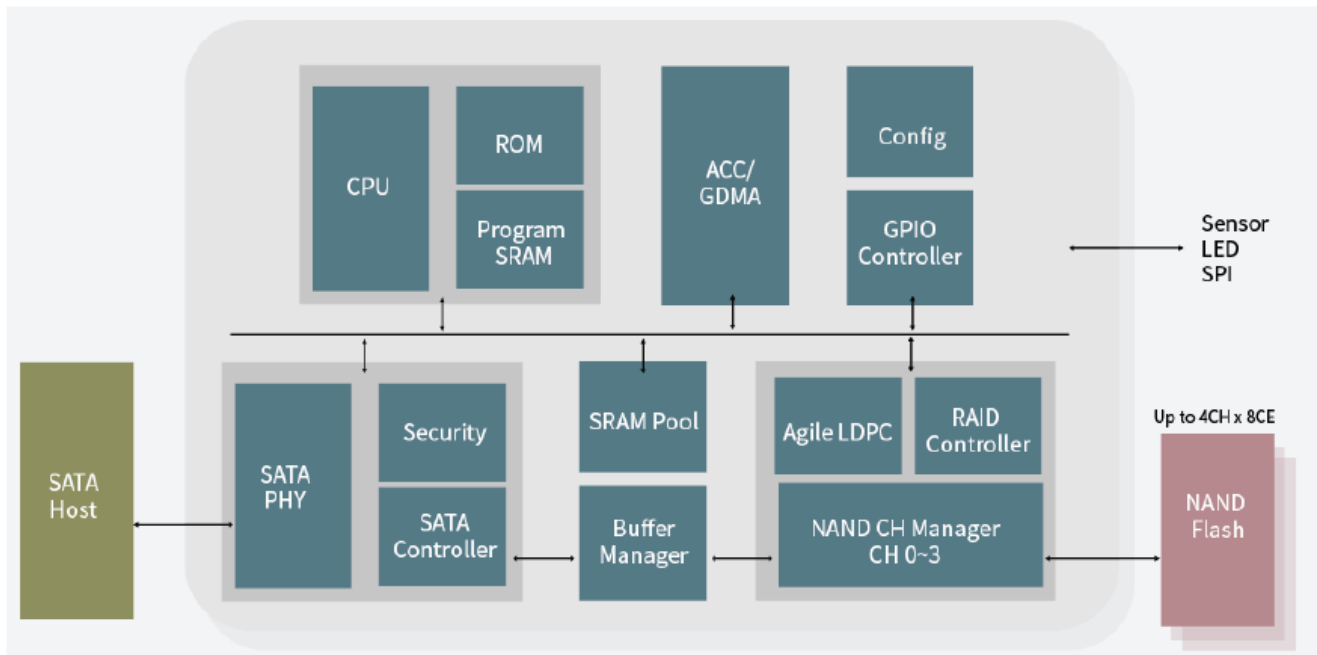 CPU
ROM
Program
SRAM
ACC/
GDMA
Config
GPIO
Controller
Sensor
LED
SPI
SATA
Host
SATA
PHY
Security
SATA
Controller
SRAM Pool
Buffer
Manager
Agile LDPC
RAID
Controller
NAND CH Manager
CH 0~3
Up to 4CH x 8CE
NAND
Flash